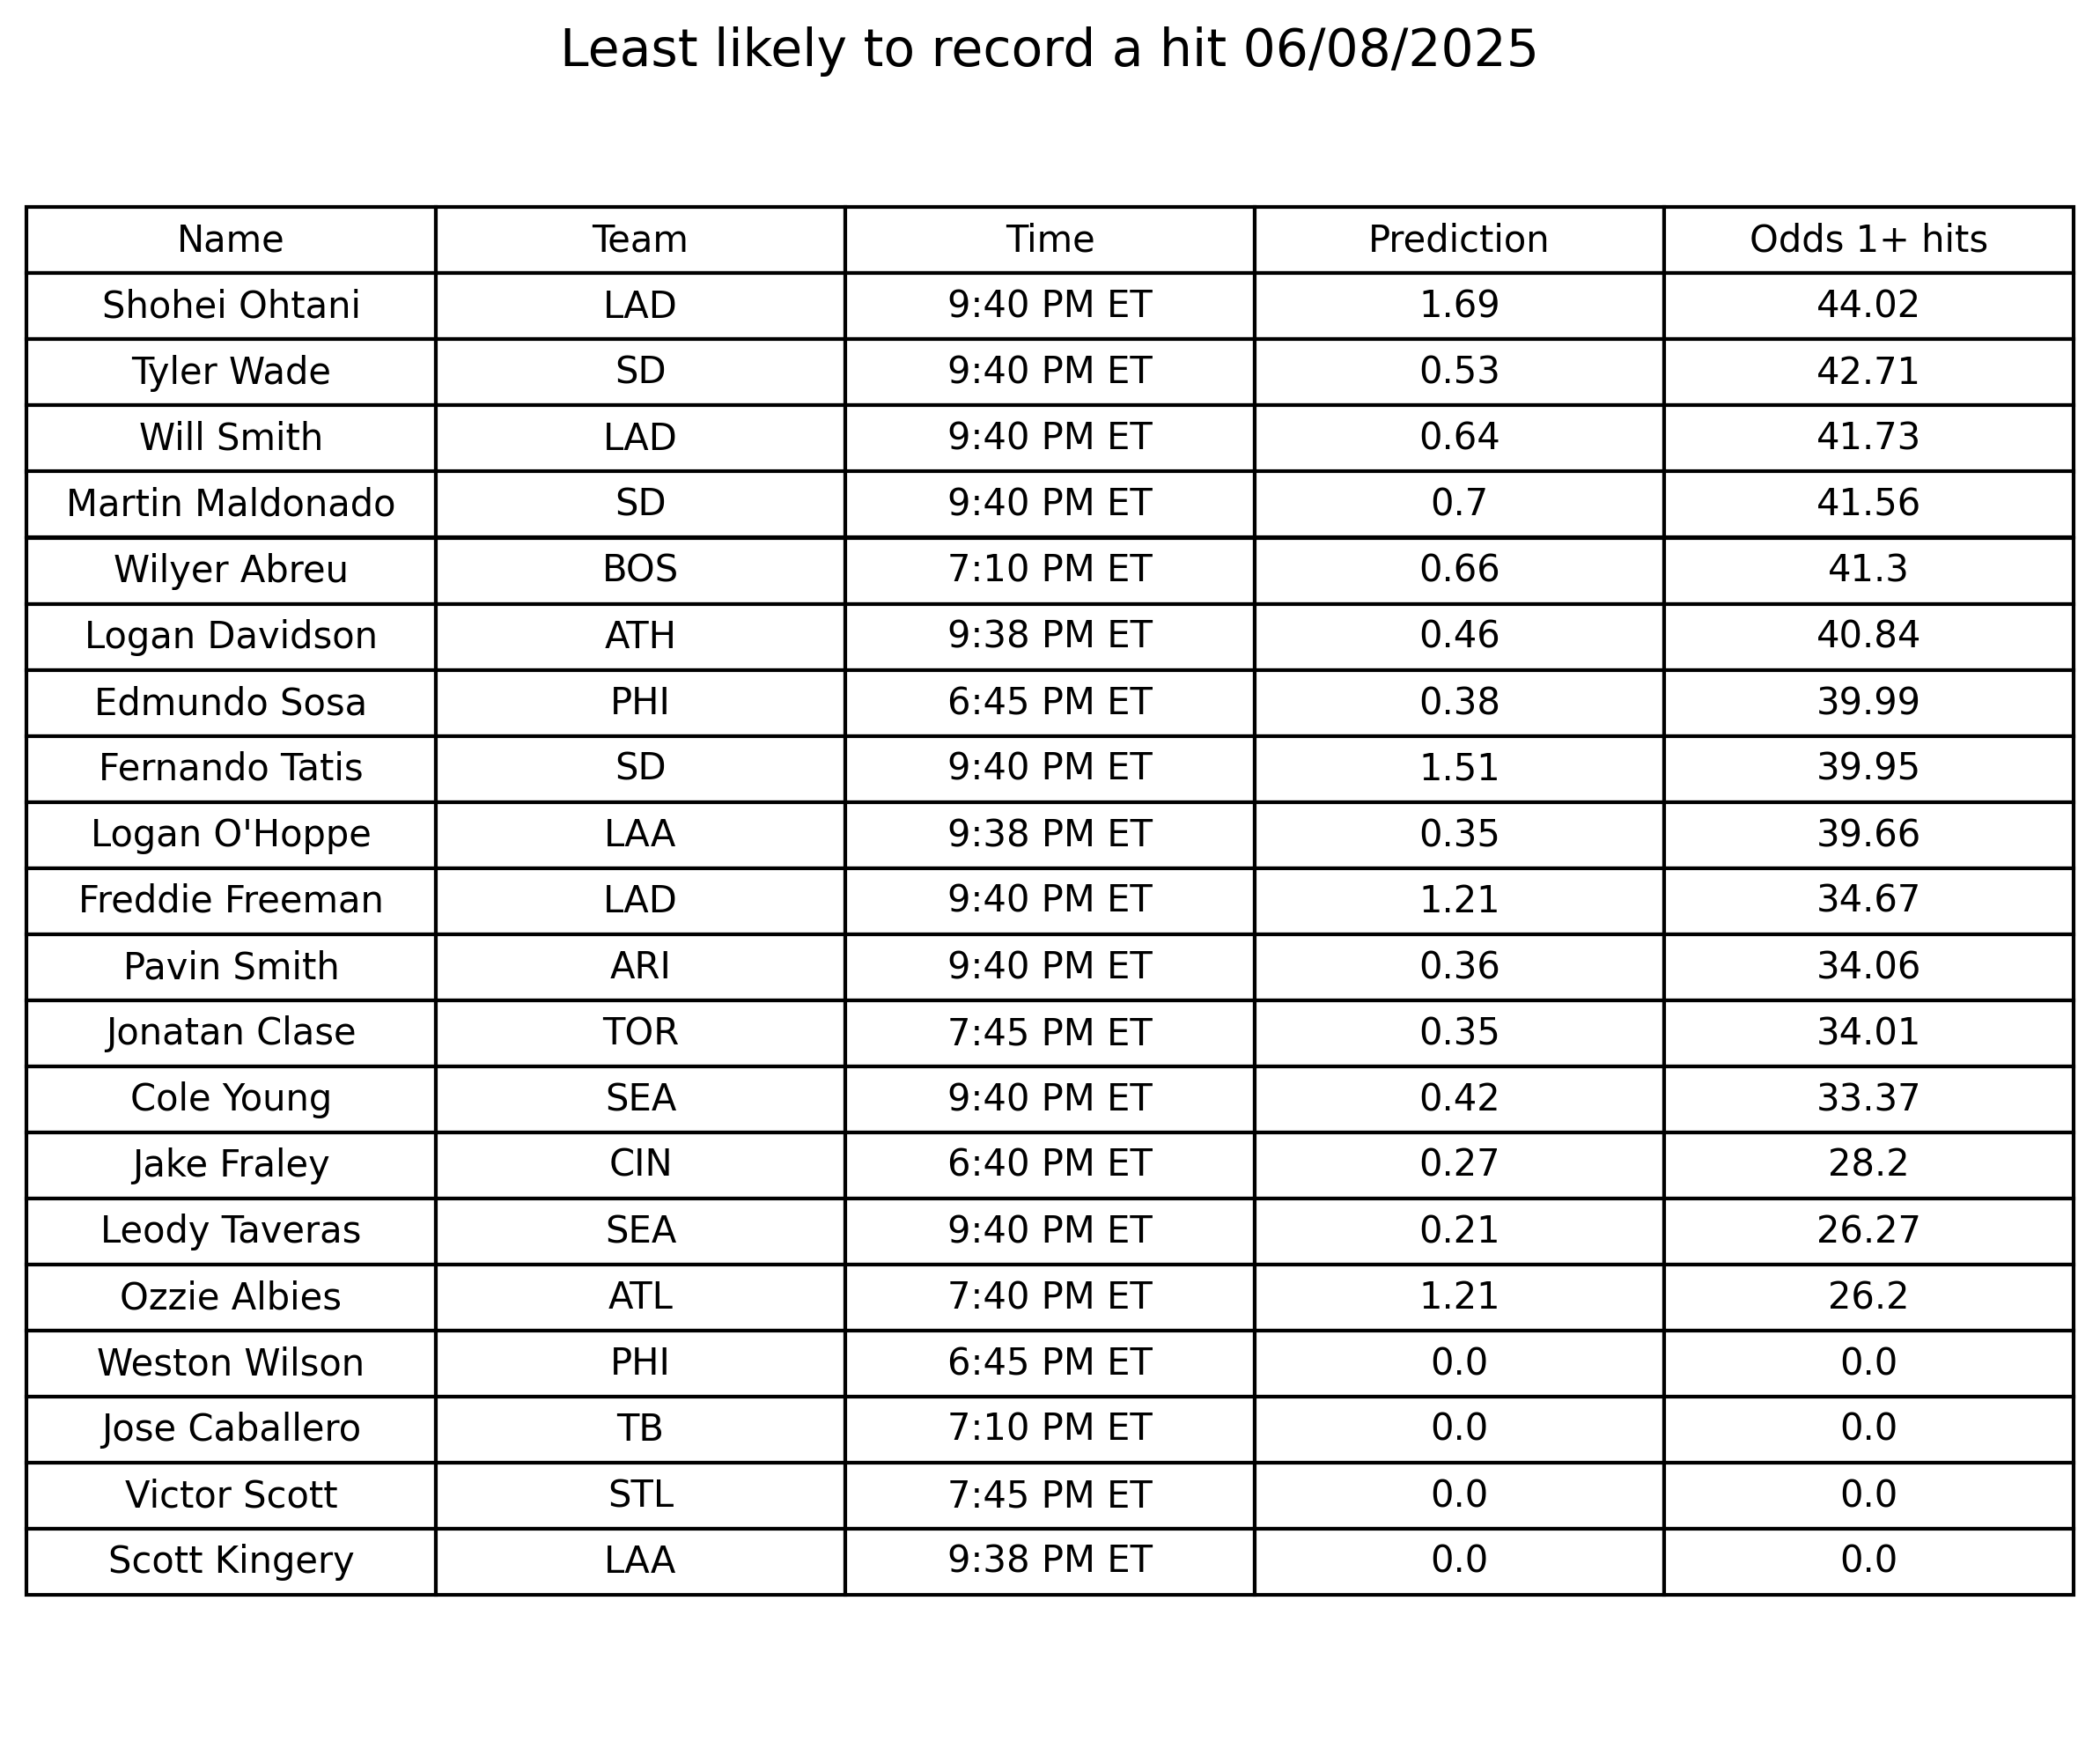 Least likely to record a hit 06/08/2025
Name Team Time Prediction Odds 1+ hits
Shohei Ohtani LAD 9:40 PM ET 1.69 44.02
Tyler Wade SD 9:40 PM ET 0.53 42.71
Will Smith LAD 9:40 PM ET 0.64 41.73
Martin Maldonado SD 9:40 PM ET 0.7 41.56
Wilyer Abreu BOS 7:10 PM ET 0.66 41.3
Logan Davidson ATH 9:38 PM ET 0.46 40.84
Edmundo Sosa PHI 6:45 PM ET 0.38 39.99
Fernando Tatis SD 9:40 PM ET 1.51 39.95
Logan O'Hoppe LAA 9:38 PM ET 0.35 39.66
Freddie Freeman LAD 9:40 PM ET 1.21 34.67
Pavin Smith ARI 9:40 PM ET 0.36 34.06
Jonatan Clase TOR 7:45 PM ET 0.35 34.01
Cole Young SEA 9:40 PM ET 0.42 33.37
Jake Fraley CIN 6:40 PM ET 0.27 28.2
Leody Taveras SEA 9:40 PM ET 0.21 26.27
Ozzie Albies ATL 7:40 PM ET 1.21 26.2
Weston Wilson PHI 6:45 PM ET 0.0 0.0
Jose Caballero TB 7:10 PM ET 0.0 0.0
Victor Scott STL 7:45 PM ET 0.0 0.0
Scott Kingery LAA 9:38 PM ET 0.0 0.0